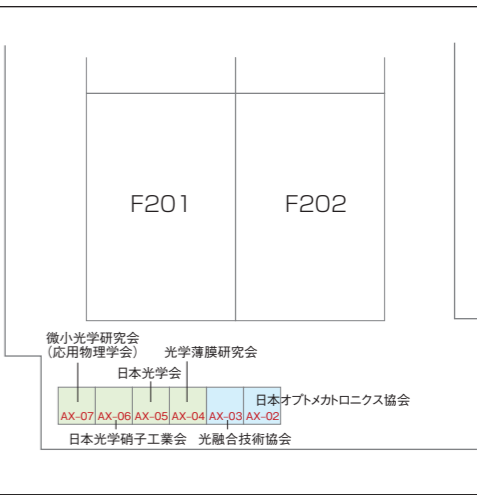 F201
F202
微小光学研究会
（応用物理学会）
光学薄膜研究会
日本光学会
日本オプトメカトロニクス協会
AX-07
AX-06
AX-05
AX-04
AX-03
AX-02
日本光学硝子工業会
光融合技術協会